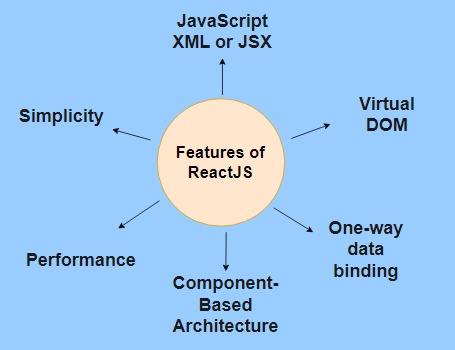 JavaScript
XML or JSX
Simplicity
Virtual
DOM
Features of
ReactJS
One-way
data
binding
Performance
Component-
Based
Architecture